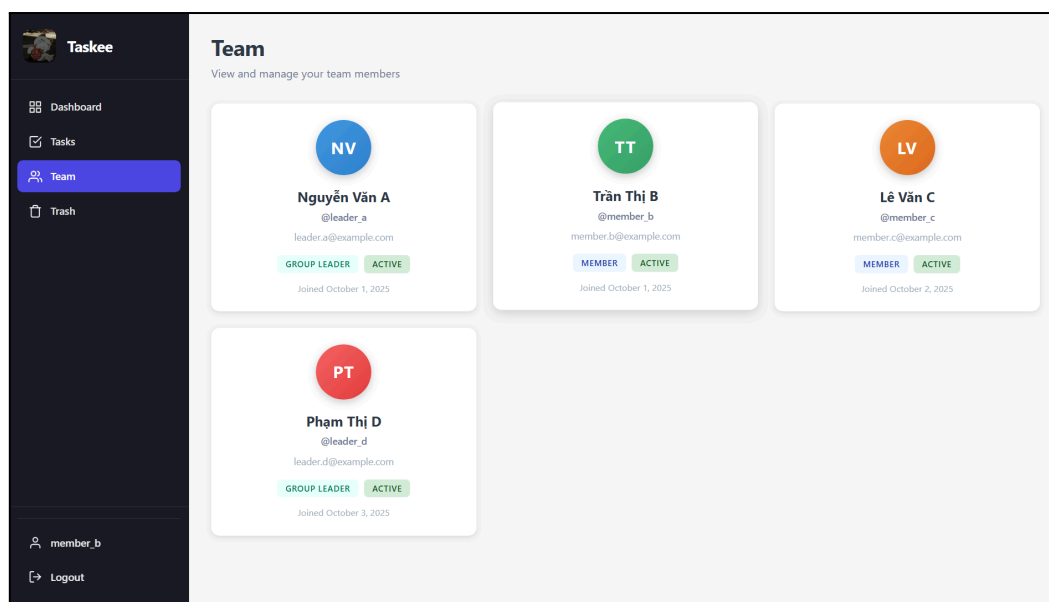 Taskee
Dashboard
Tasks
Team
Trash
member_b
Logout
Team
View and manage your team members
NV
Nguyễn Văn A
@leader_a
leader.a@example.com
GROUP LEADER ACTIVE
Joined October 1, 2025
TT
Trần Thị B
@member_b
member.b@example.com
MEMBER ACTIVE
Joined October 1, 2025
LV
Lê Văn C
@member_c
member.c@example.com
MEMBER ACTIVE
Joined October 2, 2025
PT
Phạm Thị D
@leader_d
leader.d@example.com
GROUP LEADER ACTIVE
Joined October 3, 2025